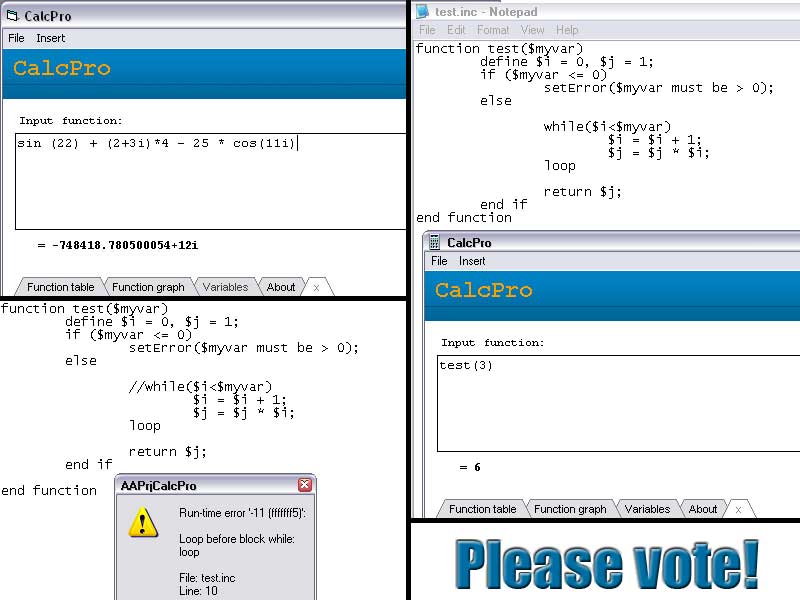 CalcPro
File Insert
CalcPro
Input function:
sin (22) + (2+3i)*4 - 25 * cos(11i)
= -748418.780500054+12i
Function table Function graph Variables About x
test.inc - Notepad
File Edit Format View Help
function test($myvar)
define $i = 0, $j = 1;
if ($myvar <= 0)
setError($myvar must be > 0);
else
while($i<$myvar)
$i = $i + 1;
$j = $j * $i;
loop
return $j;
end if
end function
CalcPro
File Insert
CalcPro
Input function:
test(3)
= 6
Function table Function graph Variables About x
function test($myvar)
define $i = 0, $j = 1;
if ($myvar <= 0)
setError($myvar must be > 0);
else
//while($i<$myvar)
$i = $i + 1;
$j = $j * $i;
loop
return $j;
end if
end function
AAPrjCalcPro
Run-time error '-11 (fffffff5)':
Loop before block while:
loop
File: test.inc
Line: 10
Please vote!